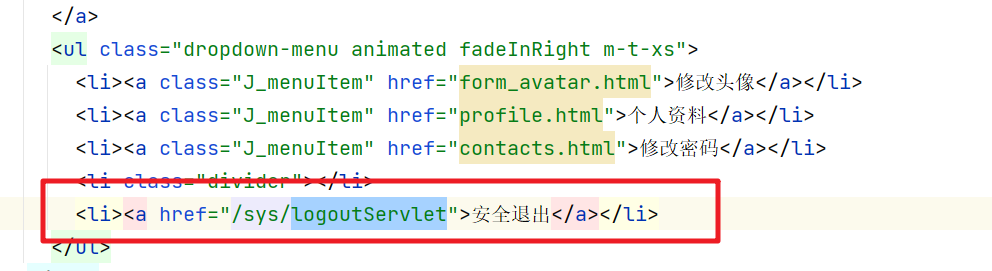 </a>
<ul class="dropdown-menu animated fadeInRight m-t-xs">
<li><a class="J_menuItem" href="form_avatar.html">修改头像</a></li>
<li><a class="J_menuItem" href="profile.html">个人资料</a></li>
<li><a class="J_menuItem" href="contacts.html">修改密码</a></li>
<li class="divider"></li>
<li><a href="/sys/logoutServlet">安全退出</a></li>
</ul>